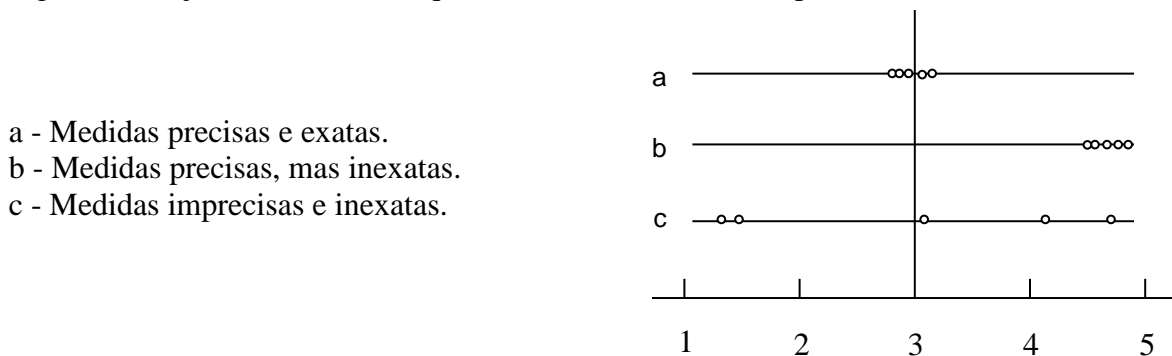 a - Medidas precisas e exatas.
b - Medidas precisas, mas inexatas.
c - Medidas imprecisas e inexatas.
a
b
c
1 2 3 4 5